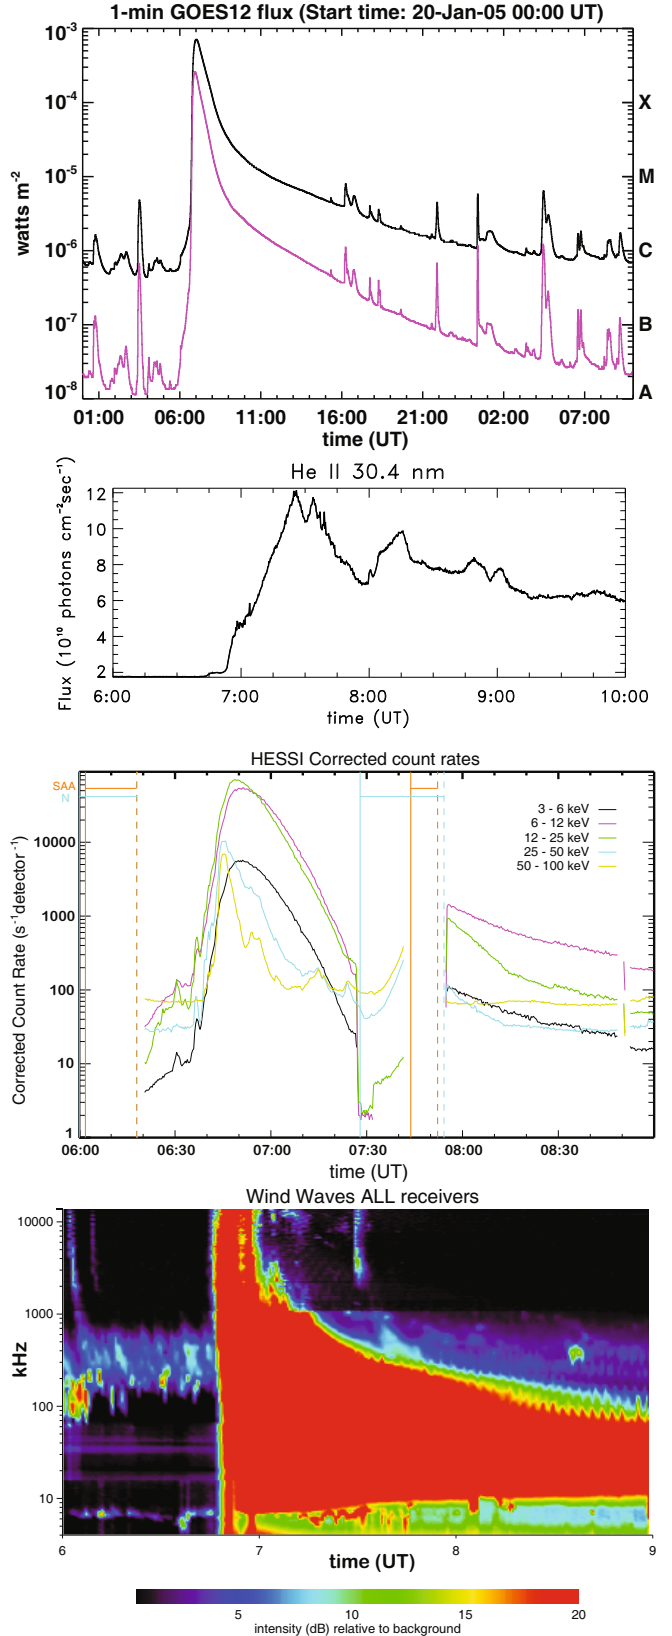 1-min GOES12 flux (Start time: 20-Jan-05 00:00 UT)
10⁻³
10⁻⁴
10⁻⁵
10⁻⁶
10⁻⁷
10⁻⁸
watts m⁻²
X
M
C
B
A
01:00 06:00 11:00 16:00 21:00 02:00 07:00
time (UT)
He II 30.4 nm
Flux (10¹⁰ photons cm⁻²sec⁻¹)
12
10
8
6
4
2
6:00 7:00 8:00 9:00 10:00
time (UT)
HESSI Corrected count rates
SAA
N
3 - 6 keV
6 - 12 keV
12 - 25 keV
25 - 50 keV
50 - 100 keV
Corrected Count Rate (s⁻¹detector⁻¹)
10000
1000
100
10
1
06:00 06:30 07:00 07:30 08:00 08:30
time (UT)
Wind Waves ALL receivers
kHz
10000
1000
100
10
6 7 8 9
time (UT)
5 10 15 20
intensity (dB) relative to background